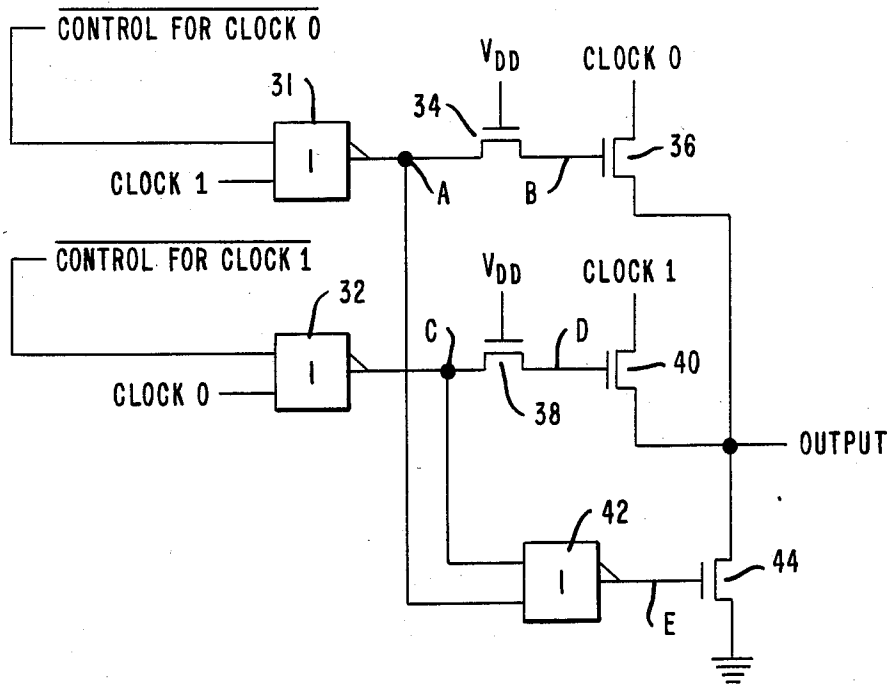 CONTROL FOR CLOCK 0
31
I
CLOCK 1
A
34
VDD
B
CLOCK 0
36
CONTROL FOR CLOCK 1
32
I
CLOCK 0
C
VDD
38
D
CLOCK 1
40
OUTPUT
42
I
E
44